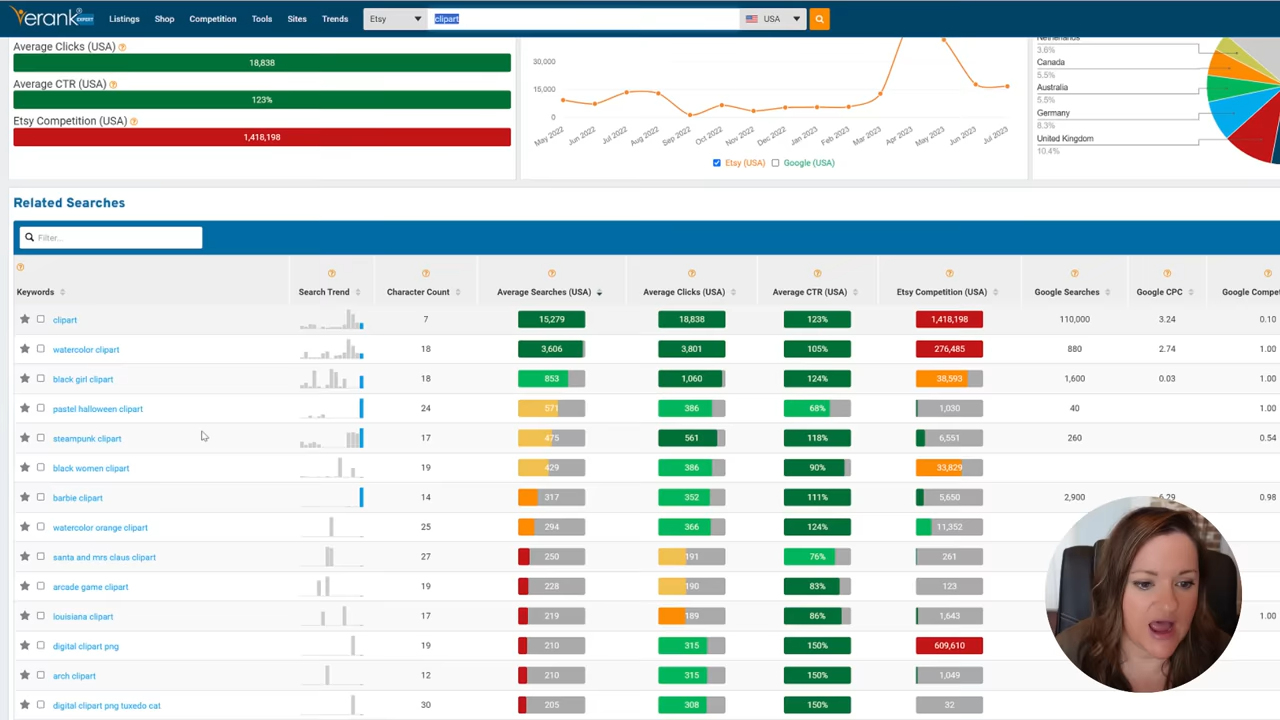 erank EXPERT Listings Shop Competition Tools Sites Trends Etsy clipart USA
Average Clicks (USA)
18,838
Average CTR (USA)
123%
Etsy Competition (USA)
1,418,198
30,000
15,000
0
May 2022 Jun 2022 Jul 2022 Aug 2022 Sep 2022 Oct 2022 Nov 2022 Dec 2022 Jan 2023 Feb 2023 Mar 2023 Apr 2023 May 2023 Jun 2023 Jul 2023
Etsy (USA) Google (USA)
Netherlands
3.6%
Canada
5.5%
Australia
5.5%
Germany
8.3%
United Kingdom
10.4%
Related Searches
Filter...
Keywords Search Trend Character Count Average Searches (USA) Average Clicks (USA) Average CTR (USA) Etsy Competition (USA) Google Searches Google CPC Google Compet
clipart 7 15,279 18,838 123% 1,418,198 110,000 3.24 0.10
watercolor clipart 18 3,606 3,801 105% 276,485 880 2.74 1.00
black girl clipart 18 853 1,060 124% 38,593 1,600 0.03 1.00
pastel halloween clipart 24 571 386 68% 1,030 40 1.00
steampunk clipart 17 475 561 118% 6,551 260 0.54
black women clipart 19 429 386 90% 33,829
barbie clipart 14 317 352 111% 5,650 2,900 6.29 0.98
watercolor orange clipart 25 294 366 124% 11,352
santa and mrs claus clipart 27 250 191 76% 261
arcade game clipart 19 228 190 83% 123
louisiana clipart 17 219 189 86% 1,643 1.00
digital clipart png 19 210 315 150% 609,610
arch clipart 12 210 315 150% 1,049
digital clipart png tuxedo cat 30 205 308 150% 32